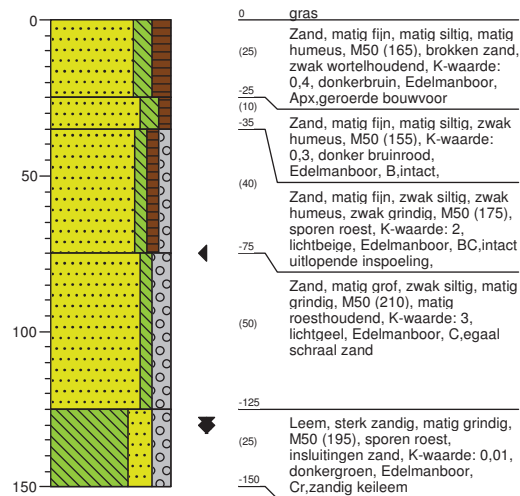 0
50
100
150
0 gras
(25)
Zand, matig fijn, matig siltig, matig
humeus, M50 (165), brokken zand,
zwak wortelhoudend, K-waarde:
0,4, donkerbruin, Edelmanboor,
Apx,geroerde bouwvoor
-25
(10)
-35
Zand, matig fijn, matig siltig, zwak
humeus, M50 (155), K-waarde:
0,3, donker bruinrood,
Edelmanboor, B,intact,
(40)
Zand, matig fijn, zwak siltig, zwak
humeus, zwak grindig, M50 (175),
sporen roest, K-waarde: 2,
lichtbeige, Edelmanboor, BC,intact
uitlopende inspoeling,
-75
Zand, matig grof, zwak siltig, matig
grindig, M50 (210), matig
roesthoudend, K-waarde: 3,
lichtgeel, Edelmanboor, C,egaal
schraal zand
(50)
-125
Leem, sterk zandig, matig grindig,
M50 (195), sporen roest,
insluitingen zand, K-waarde: 0,01,
donkergroen, Edelmanboor,
Cr,zandig keileem
(25)
-150